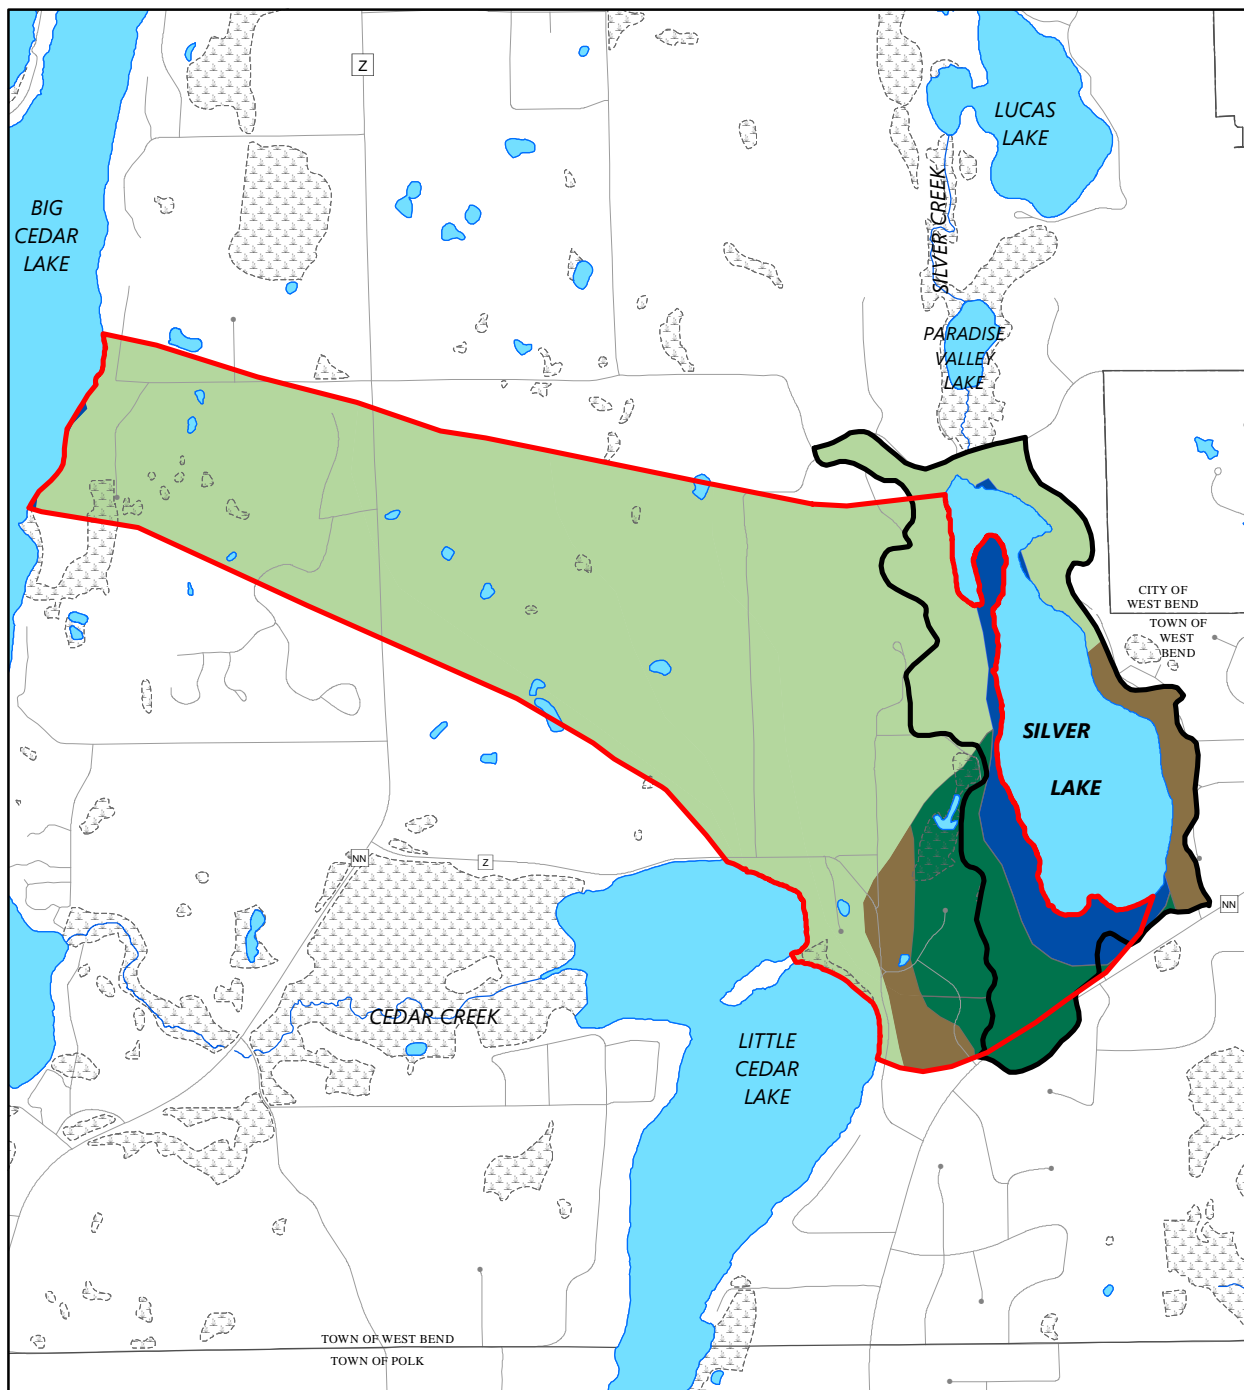 Z
LUCAS
LAKE
BIG
CEDAR
LAKE
SILVER CREEK
PARADISE
VALLEY
LAKE
CITY OF
WEST BEND
TOWN OF
WEST
BEND
SILVER
LAKE
NN
Z
NN
CEDAR CREEK
LITTLE
CEDAR
LAKE
TOWN OF WEST BEND
TOWN OF POLK